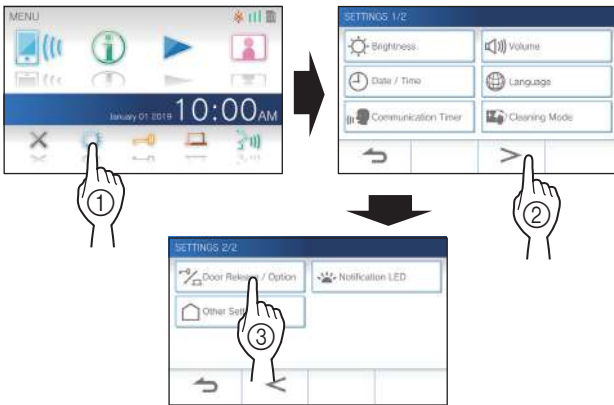 MENU
January 01 2019 10:00AM
①
SETTINGS 1/2
Brightness
Volume
Date / Time
Language
Communication Timer
Cleaning Mode
>
②
SETTINGS 2/2
Door Release / Option
Notification LED
Other Set
<
③